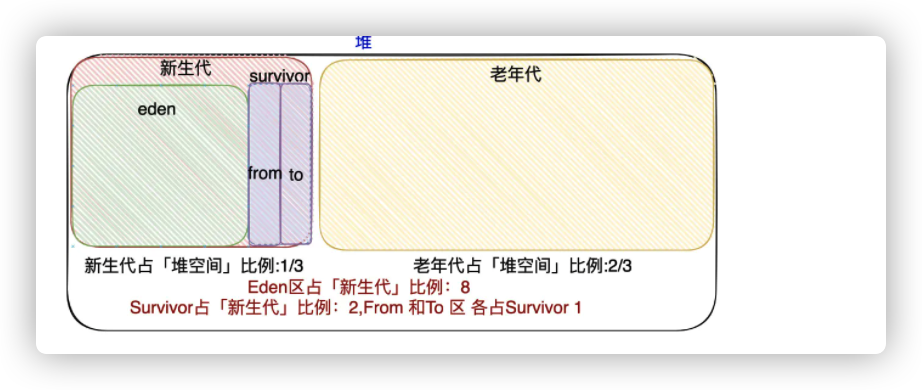 堆
新生代
survivor
老年代
eden
from
to
新生代占「堆空间」比例:1/3
老年代占「堆空间」比例:2/3
Eden区占「新生代」比例：8
Survivor占「新生代」比例：2,From 和To 区 各占Survivor 1